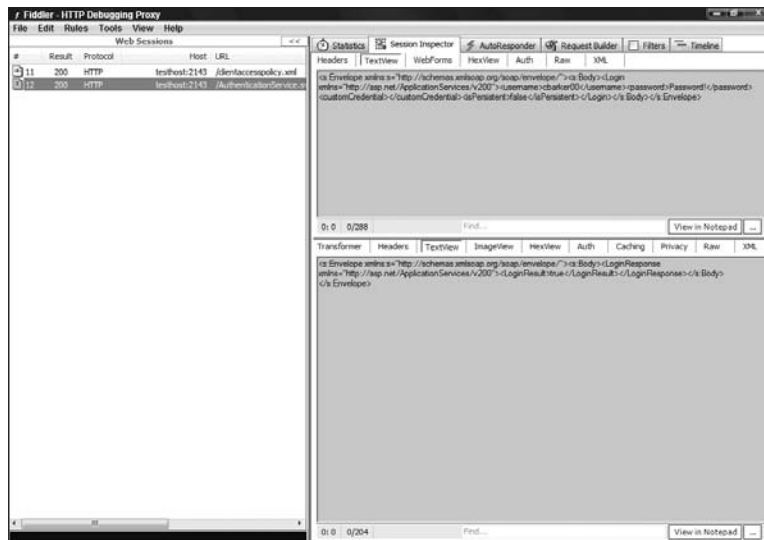 Fiddler - HTTP Debugging Proxy
File Edit Rules Tools View Help
Web Sessions <<
# Result Protocol Host URL
11 200 HTTP testhost:2143 /clientaccesspolicy.xml
12 200 HTTP testhost:2143 /AuthenticationService.s
Statistics Session Inspector AutoResponder Request Builder Filters Timeline
Headers TextView WebForms HexView Auth Raw XML
<s:Envelope xmlns:s="http://schemas.xmlsoap.org/soap/envelope/"><s:Body><Login
xmlns="http://asp.net/ApplicationServices/v200"><username>cbarker00</username><password>Password!</password>
<customCredential></customCredential><isPersistent>false</isPersistent></Login></s:Body></s:Envelope>
0: 0 0/288 Find... View in Notepad ...
Transformer Headers TextView ImageView HexView Auth Caching Privacy Raw XML
<s:Envelope xmlns:s="http://schemas.xmlsoap.org/soap/envelope/"><s:Body><LoginResponse
xmlns="http://asp.net/ApplicationServices/v200"><LoginResult>true</LoginResult></LoginResponse></s:Body>
</s:Envelope>
0: 0 0/204 Find... View in Notepad ...